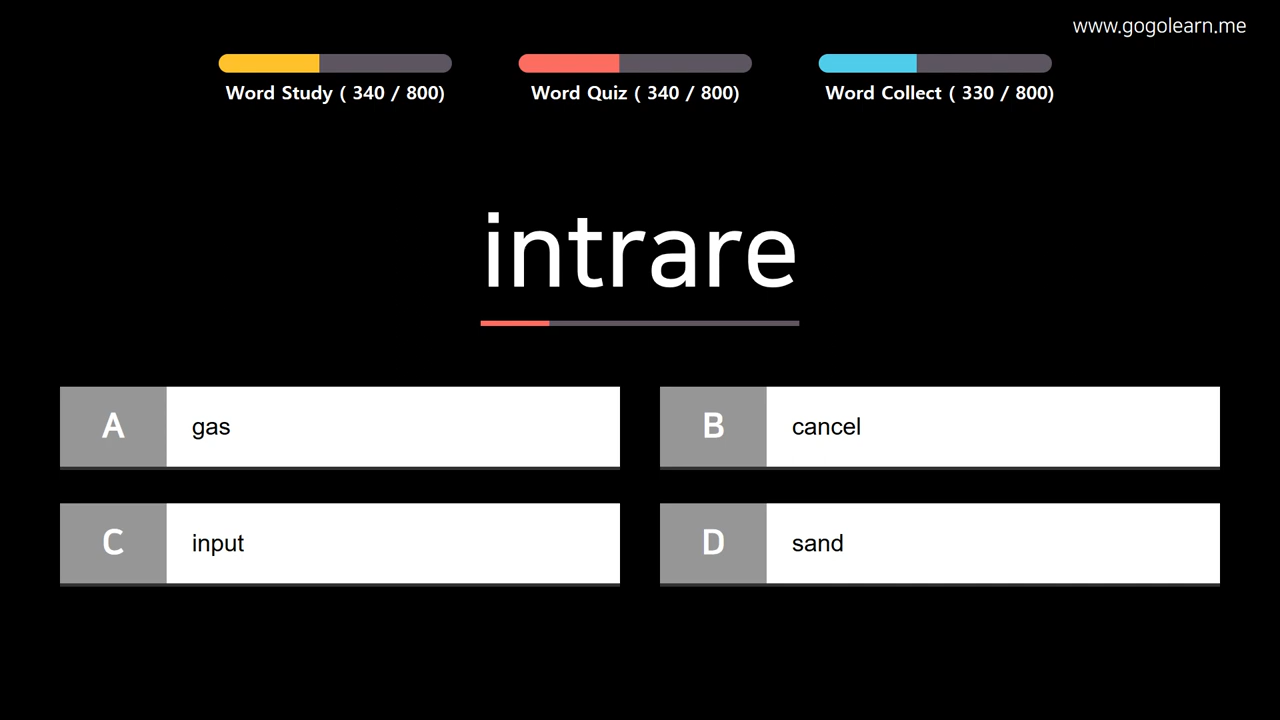 www.gogolearn.me
Word Study ( 340 / 800)
Word Quiz ( 340 / 800)
Word Collect ( 330 / 800)
intrare
A gas
B cancel
C input
D sand